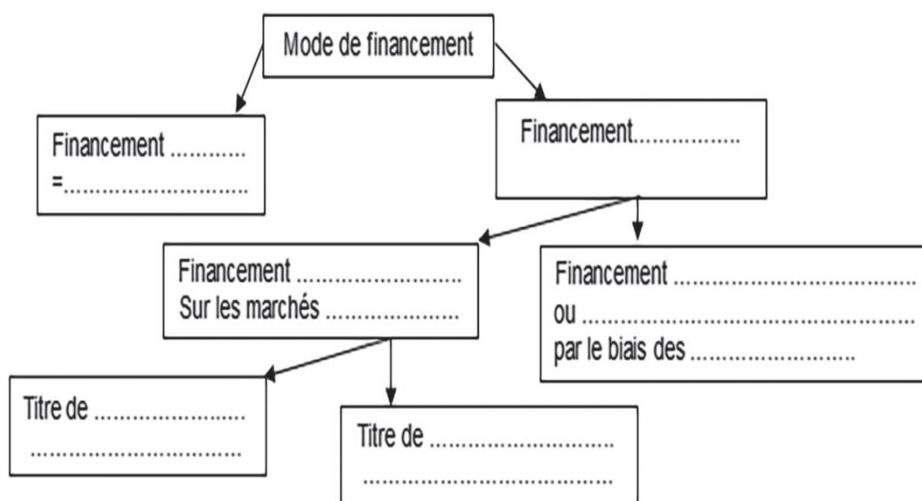 Mode de financement
Financement ...........
=............................
Financement................
Financement .........................
Sur les marchés .....................
Financement .....................................
ou ...................................................
par le biais des .........................
Titre de .......................
................................
Titre de ............................
......................................